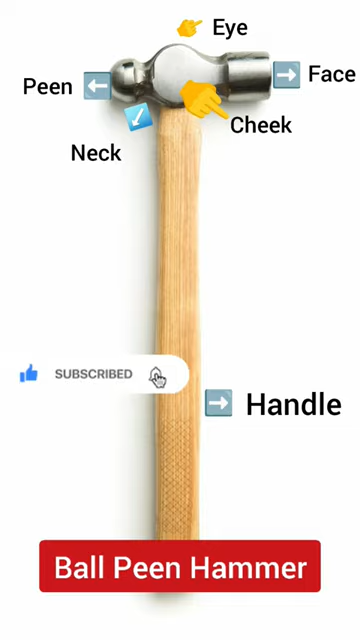 Eye
Peen
Face
Cheek
Neck
SUBSCRIBED
Handle
Ball Peen Hammer